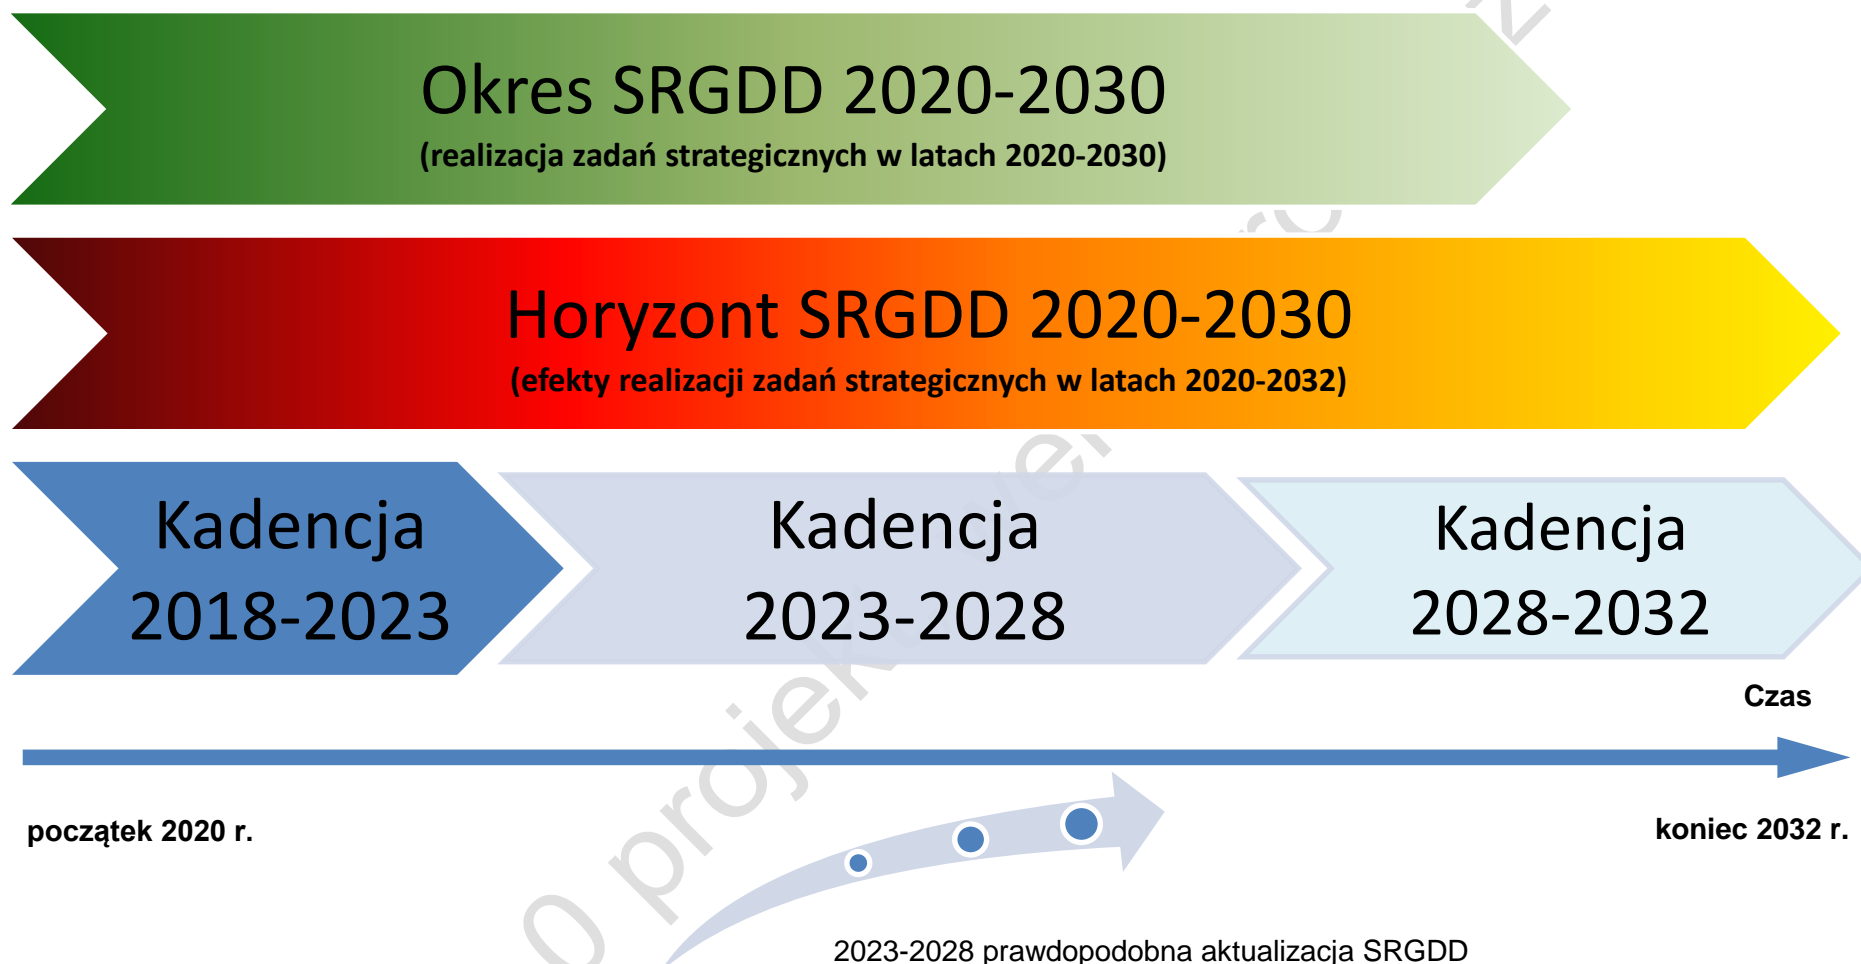 Okres SRGDD 2020-2030
(realizacja zadań strategicznych w latach 2020-2030)
Horyzont SRGDD 2020-2030
(efekty realizacji zadań strategicznych w latach 2020-2032)
Kadencja
2018-2023
Kadencja
2023-2028
Kadencja
2028-2032
Czas
początek 2020 r.
koniec 2032 r.
2023-2028 prawdopodobna aktualizacja SRGDD